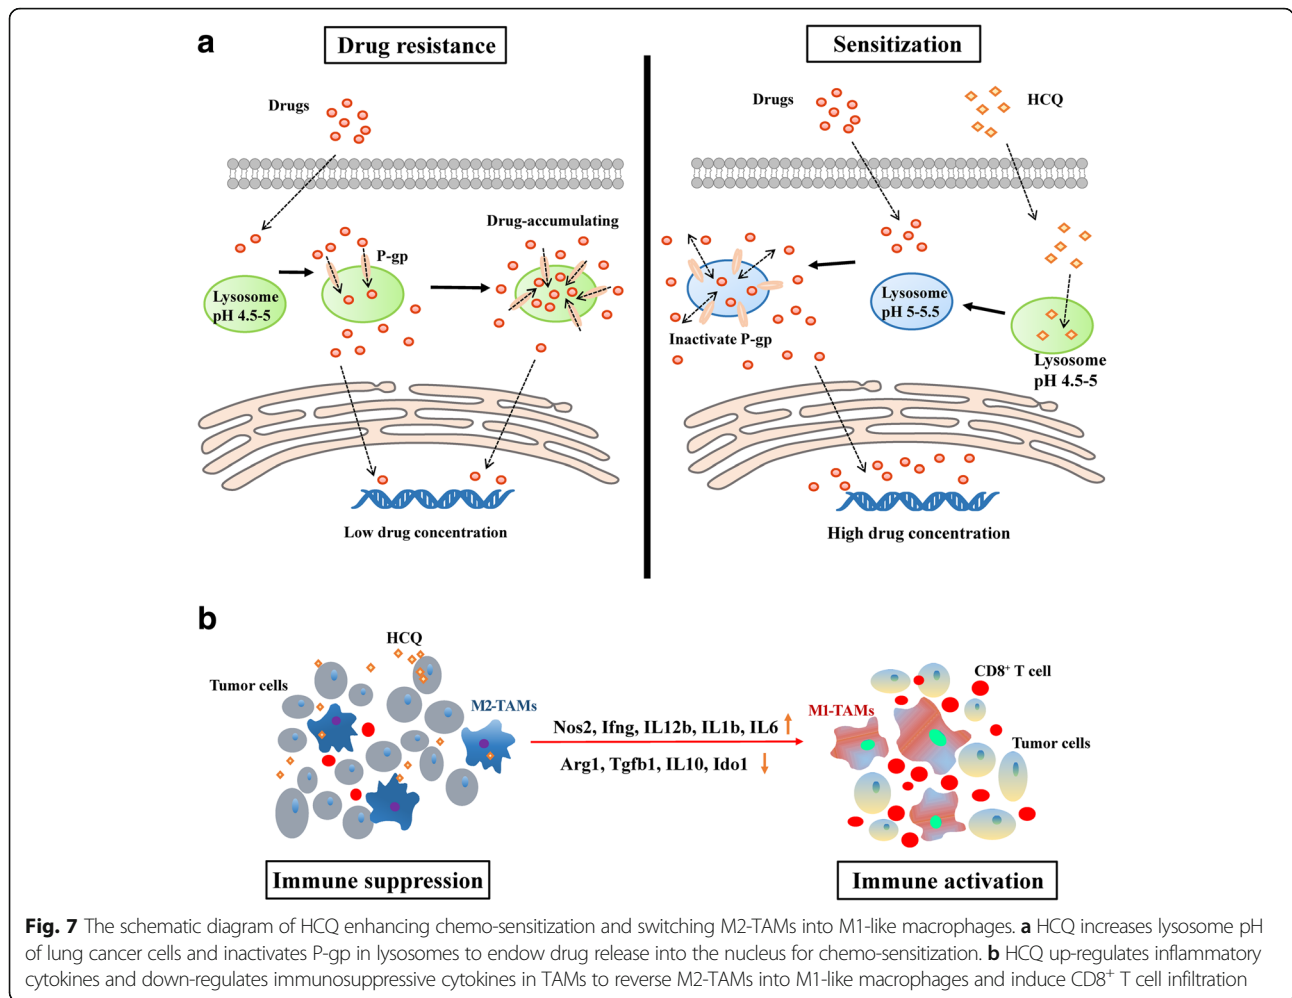 a
Drug resistance
Sensitization
Drugs
Drugs
HCQ
P-gp
Drug-accumulating
Lysosome
pH 4.5-5
Lysosome
pH 5-5.5
Inactivate P-gp
Lysosome
pH 4.5-5
Low drug concentration
High drug concentration
b
HCQ
Tumor cells
M2-TAMs
Nos2, Ifng, IL12b, IL1b, IL6
Arg1, Tgfb1, IL10, Ido1
CD8⁺ T cell
M1-TAMs
Tumor cells
Immune suppression
Immune activation
Fig. 7 The schematic diagram of HCQ enhancing chemo-sensitization and switching M2-TAMs into M1-like macrophages. a HCQ increases lysosome pH
of lung cancer cells and inactivates P-gp in lysosomes to endow drug release into the nucleus for chemo-sensitization. b HCQ up-regulates inflammatory
cytokines and down-regulates immunosuppressive cytokines in TAMs to reverse M2-TAMs into M1-like macrophages and induce CD8⁺ T cell infiltration